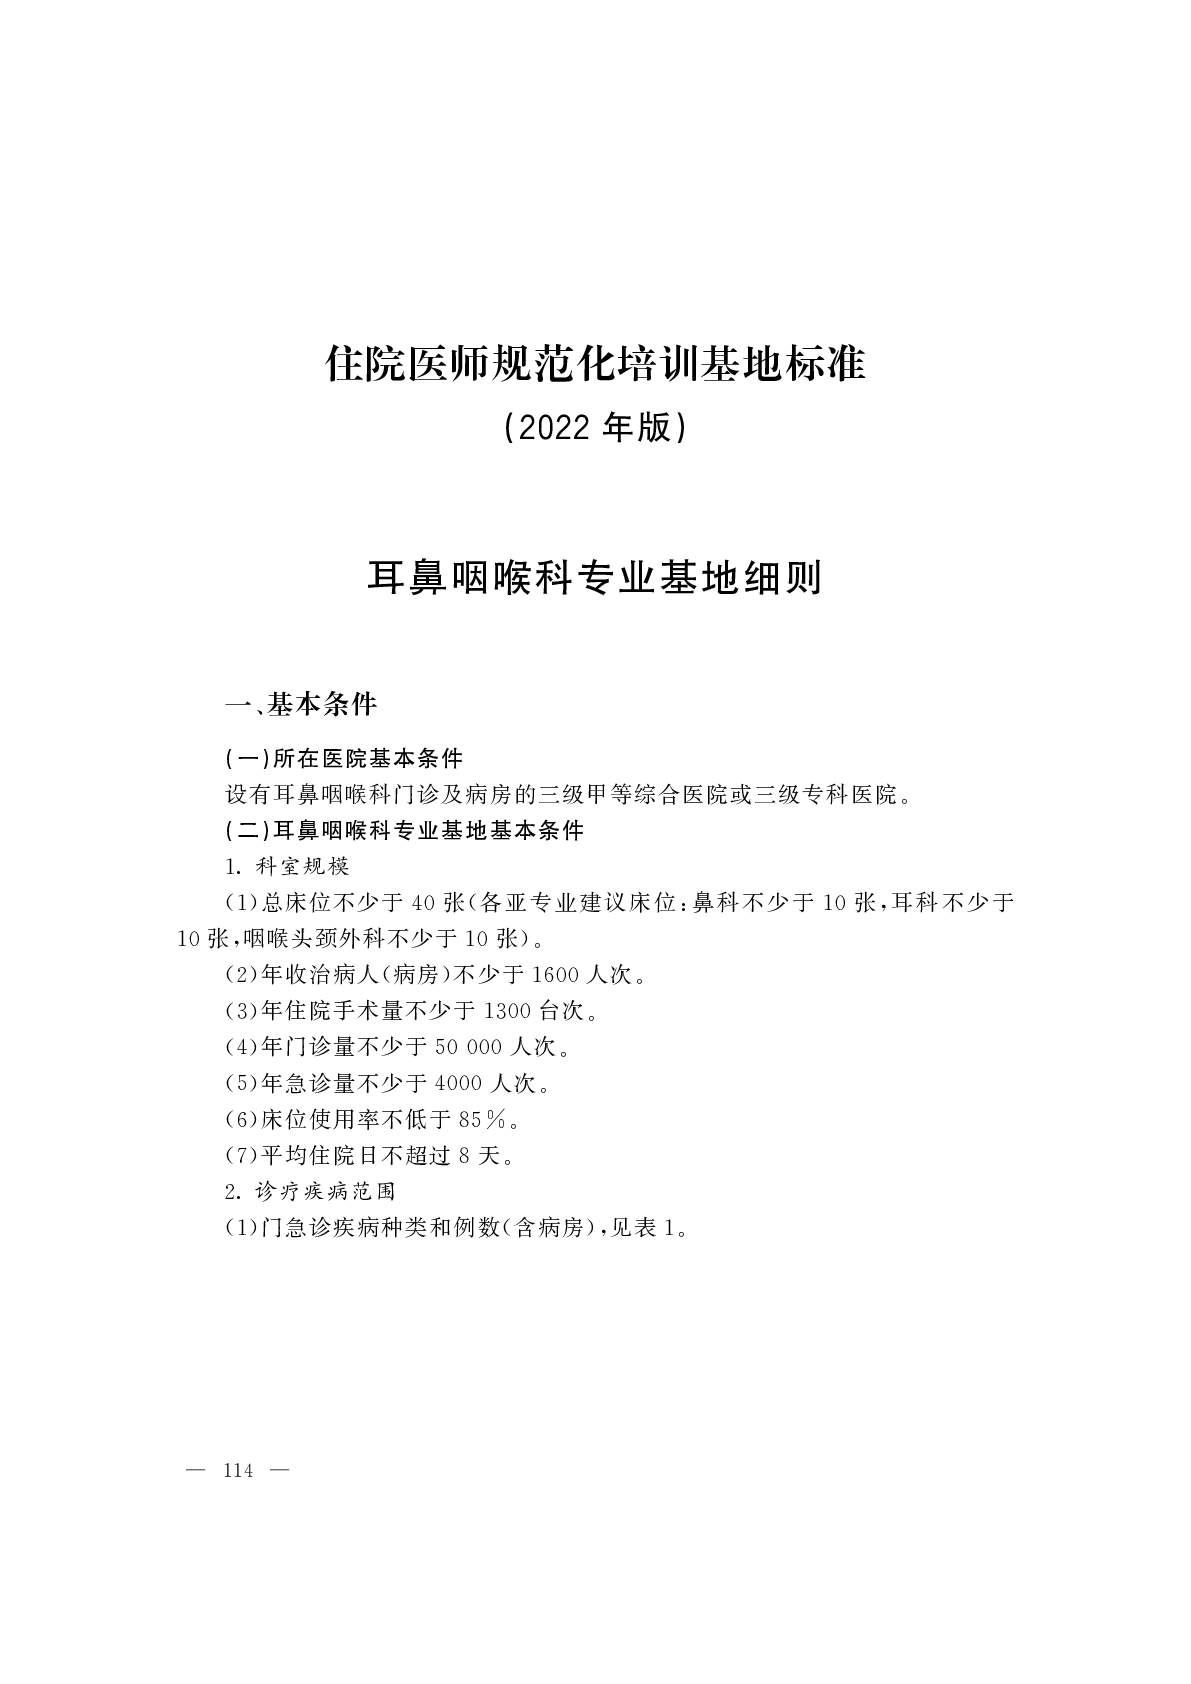 住院医师规范化培训基地标准
(2022 年版)
耳鼻咽喉科专业基地细则
一、基本条件
(一)所在医院基本条件
设有耳鼻咽喉科门诊及病房的三级甲等综合医院或三级专科医院。
(二)耳鼻咽喉科专业基地基本条件
1. 科室规模
(1)总床位不少于 40 张(各亚专业建议床位:鼻科不少于 10 张,耳科不少于
10 张,咽喉头颈外科不少于 10 张)。
(2)年收治病人(病房)不少于 1600 人次。
(3)年住院手术量不少于 1300 台次。
(4)年门诊量不少于 50 000 人次。
(5)年急诊量不少于 4000 人次。
(6)床位使用率不低于 85%。
(7)平均住院日不超过 8 天。
2. 诊疗疾病范围
(1)门急诊疾病种类和例数(含病房),见表 1。
— 114 —